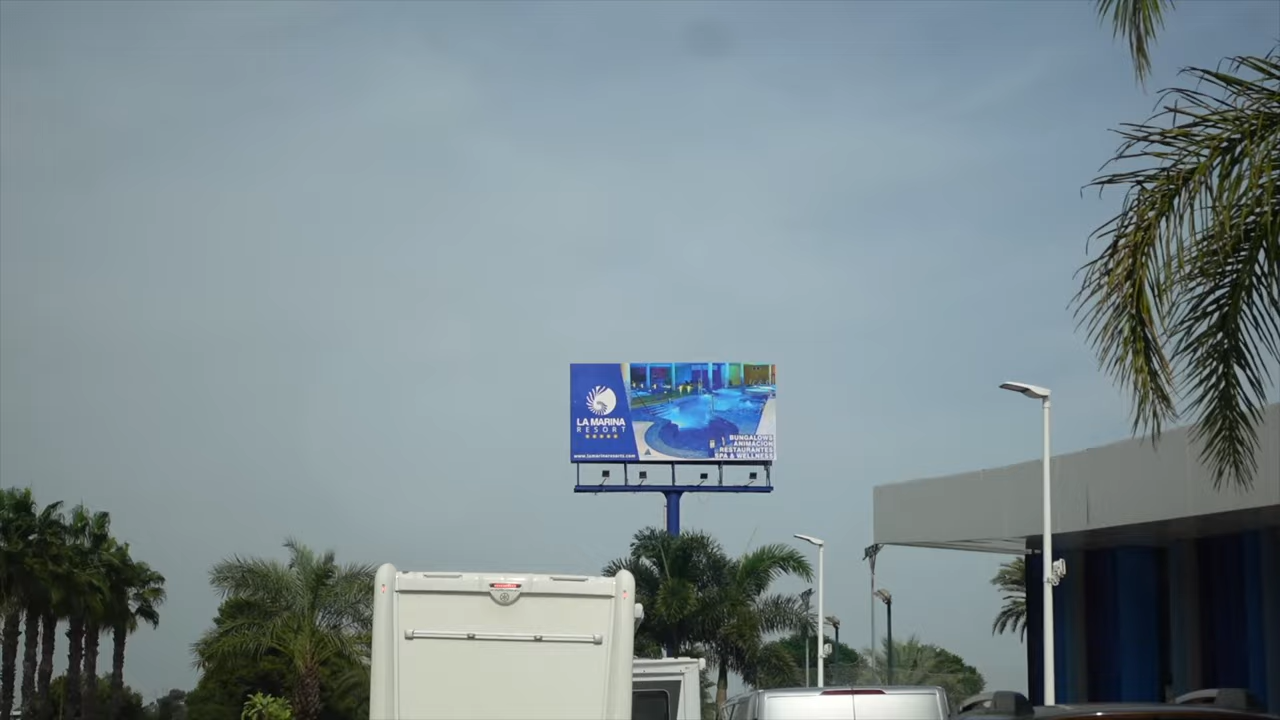 LA MARINA
RESORT
www.lamarinaresort.com
BUNGALOWS
ANIMACION
RESTAURANTES
SPA & WELLNESS